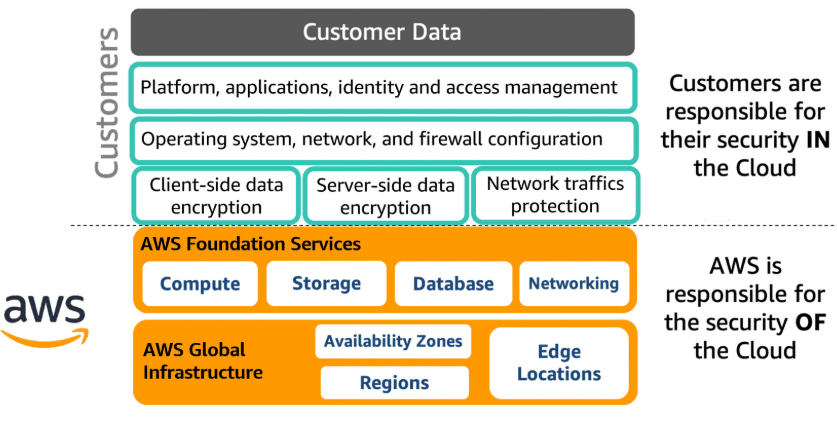 Customers
Customer Data
Platform, applications, identity and access management
Operating system, network, and firewall configuration
Client-side data
encryption
Server-side data
encryption
Network traffics
protection
Customers are
responsible for
their security IN
the Cloud
aws
AWS Foundation Services
Compute
Storage
Database
Networking
AWS Global
Infrastructure
Availability Zones
Regions
Edge
Locations
AWS is
responsible for
the security OF
the Cloud